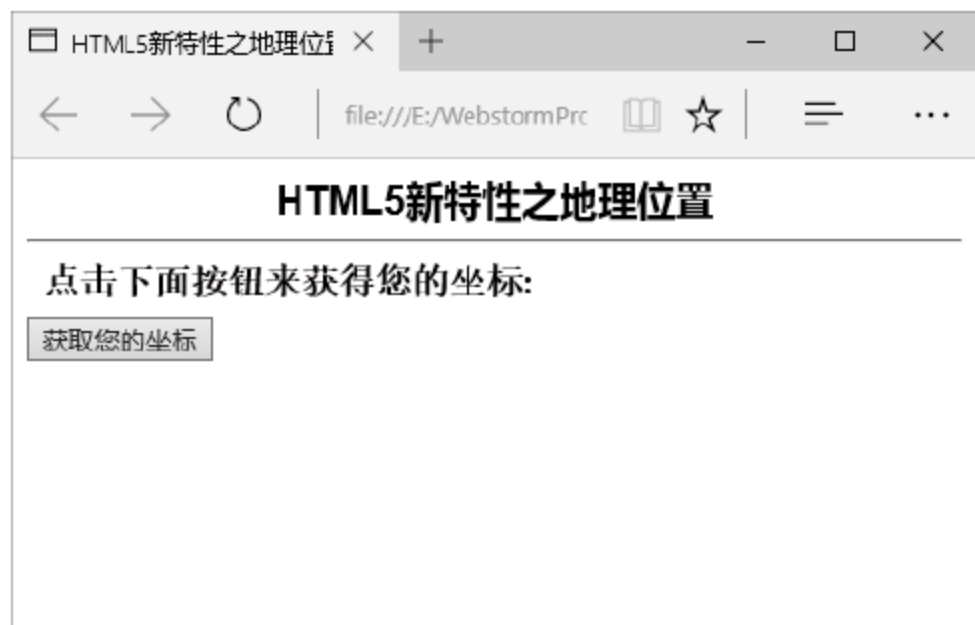 HTML5新特性之地理位
file:///E:/WebstormPrc
HTML5新特性之地理位置
点击下面按钮来获得您的坐标:
获取您的坐标